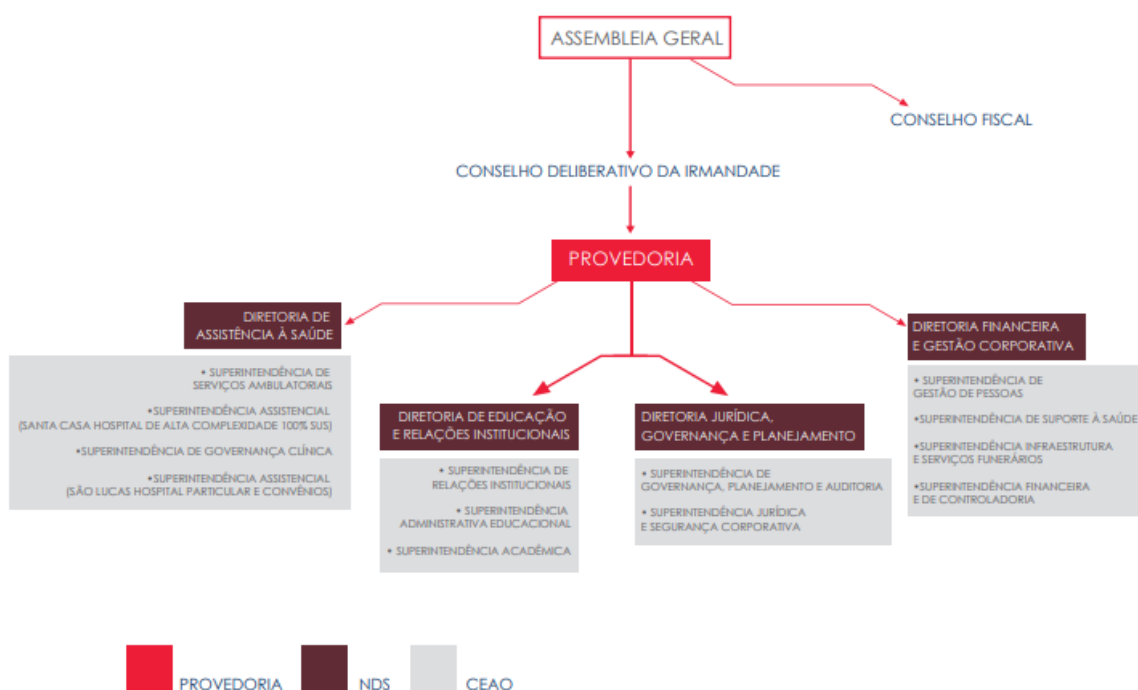 ASSEMBLEIA GERAL
CONSELHO FISCAL
CONSELHO DELIBERATIVO DA IRMANDADE
PROVEDORIA
DIRETORIA DE
ASSISTÊNCIA À SAÚDE
• SUPERINTENDÊNCIA DE
SERVIÇOS AMBULATORIAIS
•SUPERINTENDÊNCIA ASSISTENCIAL
(SANTA CASA HOSPITAL DE ALTA COMPLEXIDADE 100% SUS)
•SUPERINTENDÊNCIA DE GOVERNANÇA CLÍNICA
•SUPERINTENDÊNCIA ASSISTENCIAL
(SÃO LUCAS HOSPITAL PARTICULAR E CONVÊNIOS)
DIRETORIA DE EDUCAÇÃO
E RELAÇÕES INSTITUCIONAIS
• SUPERINTENDÊNCIA DE
RELAÇÕES INSTITUCIONAIS
• SUPERINTENDÊNCIA
ADMINISTRATIVA EDUCACIONAL
• SUPERINTENDÊNCIA ACADÊMICA
DIRETORIA JURÍDICA,
GOVERNANÇA E PLANEJAMENTO
• SUPERINTENDÊNCIA DE
GOVERNANÇA, PLANEJAMENTO E AUDITORIA
• SUPERINTENDÊNCIA JURÍDICA
E SEGURANÇA CORPORATIVA
DIRETORIA FINANCEIRA
E GESTÃO CORPORATIVA
• SUPERINTENDÊNCIA DE
GESTÃO DE PESSOAS
•SUPERINTENDÊNCIA DE SUPORTE À SAÚDE
•SUPERINTENDÊNCIA INFRAESTRUTURA
E SERVIÇOS FUNERÁRIOS
•SUPERINTENDÊNCIA FINANCEIRA
E DE CONTROLADORIA
PROVEDORIA
NDS
CEAO